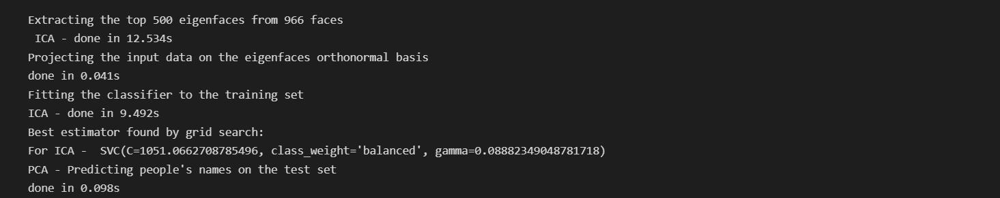 Extracting the top 500 eigenfaces from 966 faces
ICA - done in 12.534s
Projecting the input data on the eigenfaces orthonormal basis
done in 0.041s
Fitting the classifier to the training set
ICA - done in 9.492s
Best estimator found by grid search:
For ICA -  SVC(C=1051.0662708785496, class_weight='balanced', gamma=0.08882349048781718)
PCA - Predicting people's names on the test set
done in 0.098s